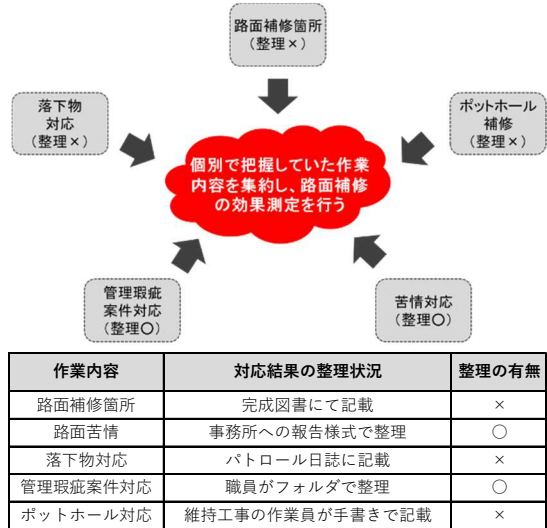 路面補修箇所
(整理×)
落下物
対応
(整理×)
ポットホール
補修
(整理×)
個別で把握していた作業
内容を集約し、路面補修
の効果測定を行う
管理瑕疵
案件対応
(整理〇)
苦情対応
(整理〇)
作業内容 対応結果の整理状況 整理の有無
路面補修箇所 完成図書にて記載 ×
路面苦情 事務所への報告様式で整理 〇
落下物対応 パトロール日誌に記載 ×
管理瑕疵案件対応 職員がフォルダで整理 〇
ポットホール対応 維持工事の作業員が手書きで記載 ×